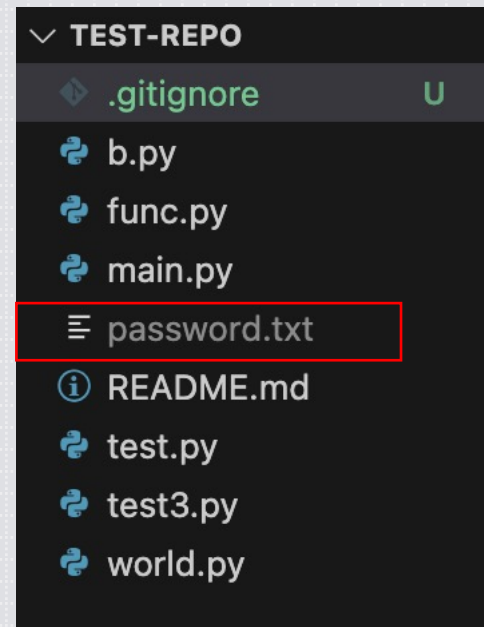 TEST-REPO
.gitignore U
b.py
func.py
main.py
password.txt
README.md
test.py
test3.py
world.py